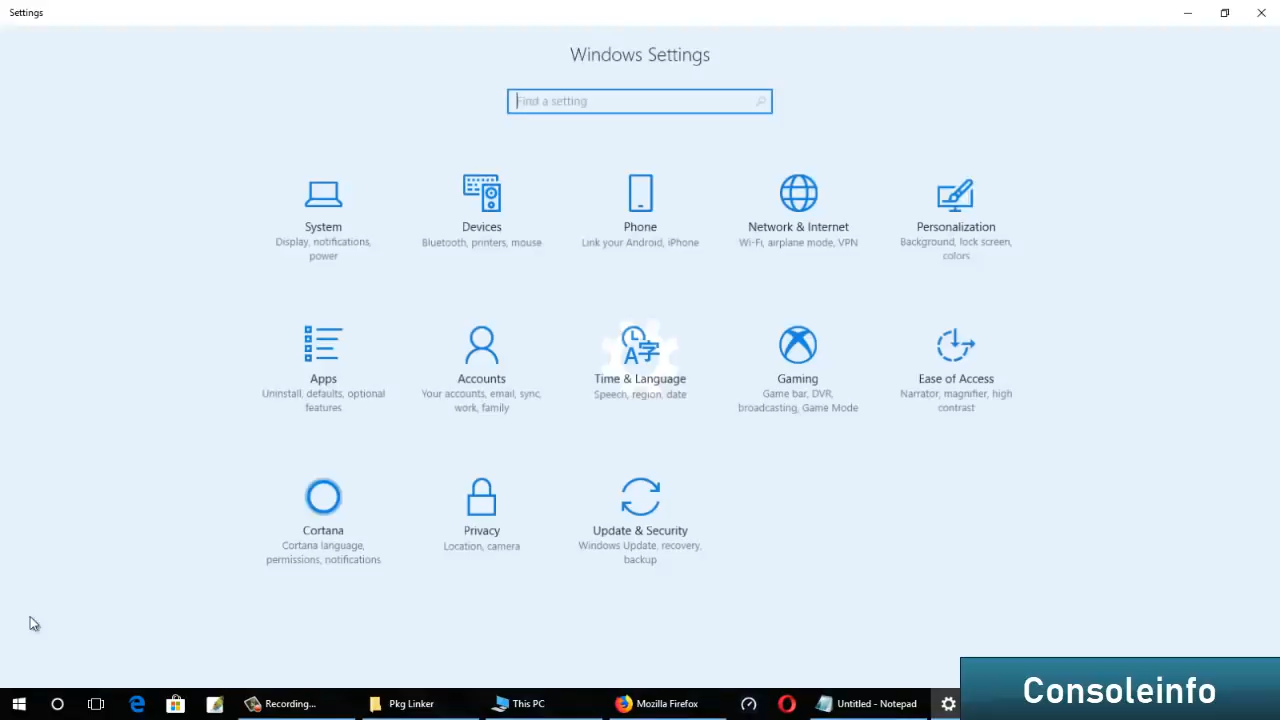 Settings
Windows Settings
Find a setting
System
Display, notifications,
power
Devices
Bluetooth, printers, mouse
Phone
Link your Android, iPhone
Network & Internet
Wi-Fi, airplane mode, VPN
Personalization
Background, lock screen,
colors
Apps
Uninstall, defaults, optional
features
Accounts
Your accounts, email, sync,
work, family
Time & Language
Speech, region, date
Gaming
Game bar, DVR,
broadcasting, Game Mode
Ease of Access
Narrator, magnifier, high
contrast
Cortana
Cortana language,
permissions, notifications
Privacy
Location, camera
Update & Security
Windows Update, recovery,
backup
Recording...
Pkg Linker
This PC
Mozilla Firefox
Untitled - Notepad
Consoleinfo